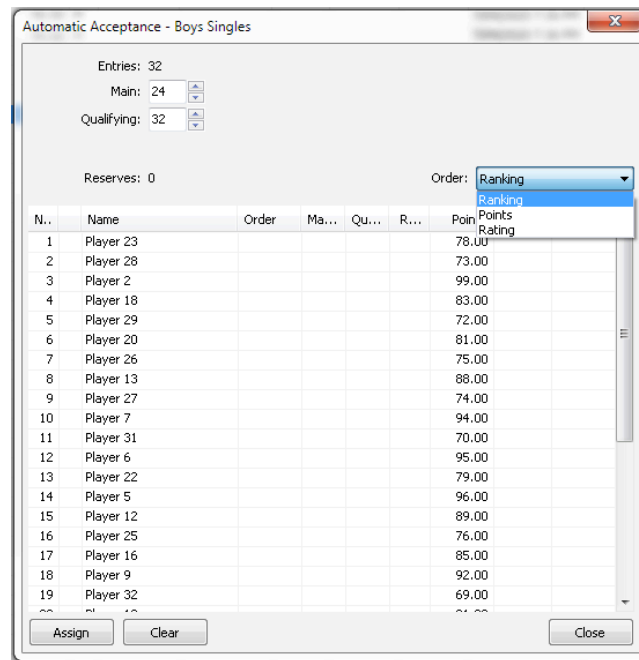 Automatic Acceptance - Boys Singles
Entries: 32
Main: 24
Qualifying: 32
Reserves: 0 Order: Ranking
Ranking
Points
Rating
N.. Name Order Ma... Qu... R...
1 Player 23 78.00
2 Player 28 73.00
3 Player 2 99.00
4 Player 18 83.00
5 Player 29 72.00
6 Player 20 81.00
7 Player 26 75.00
8 Player 13 88.00
9 Player 27 74.00
10 Player 7 94.00
11 Player 31 70.00
12 Player 6 95.00
13 Player 22 79.00
14 Player 5 96.00
15 Player 12 89.00
16 Player 25 76.00
17 Player 16 85.00
18 Player 9 92.00
19 Player 32 69.00
Assign Clear Close